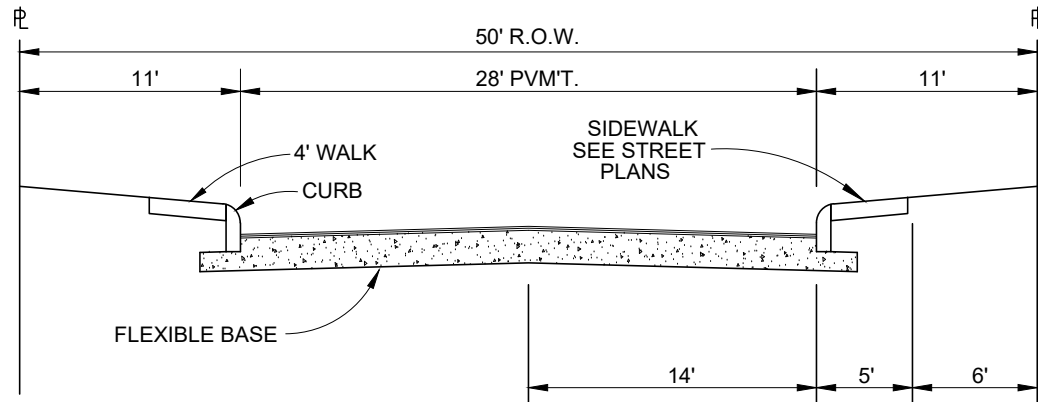 ℄ ℄
50' R.O.W.
11' 28' PVM'T. 11'
SIDEWALK
SEE STREET
PLANS
4' WALK
CURB
FLEXIBLE BASE
14' 5' 6'